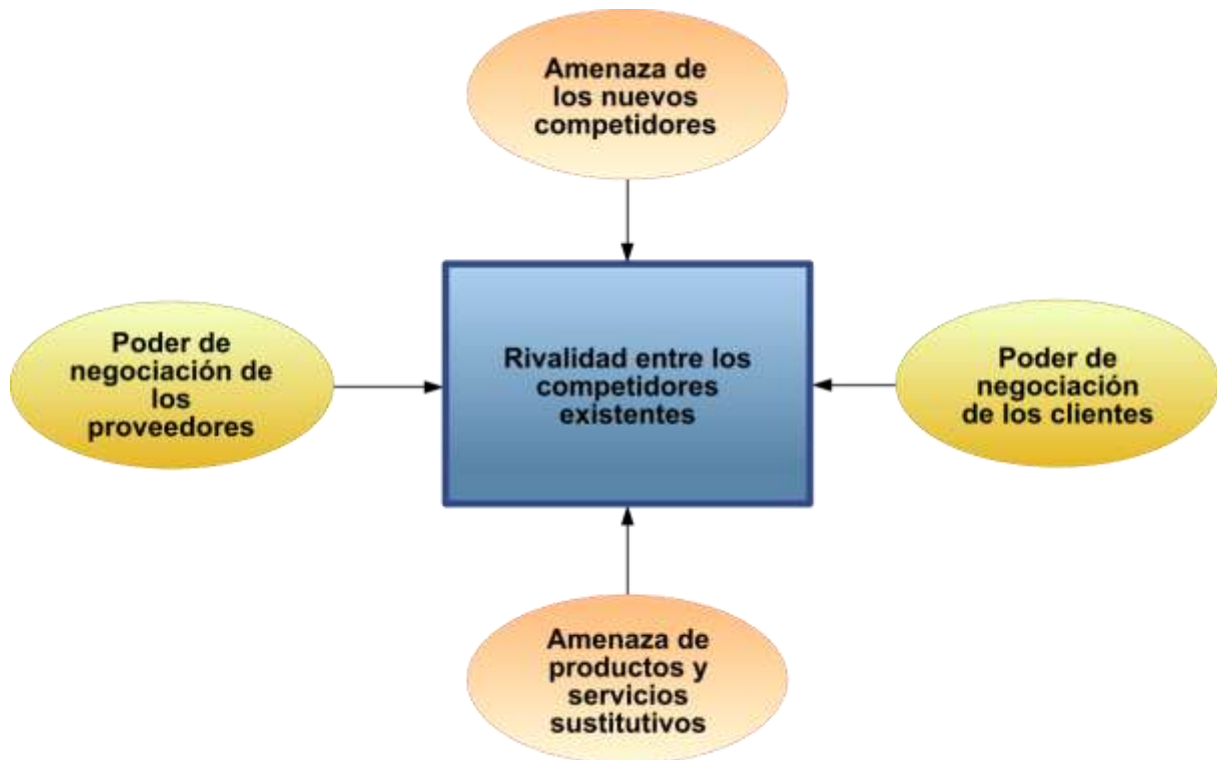 Amenaza de
los nuevos
competidores
Poder de
negociación de
los
proveedores
Rivalidad entre los
competidores
existentes
Poder de
negociación
de los clientes
Amenaza de
productos y
servicios
sustitutivos